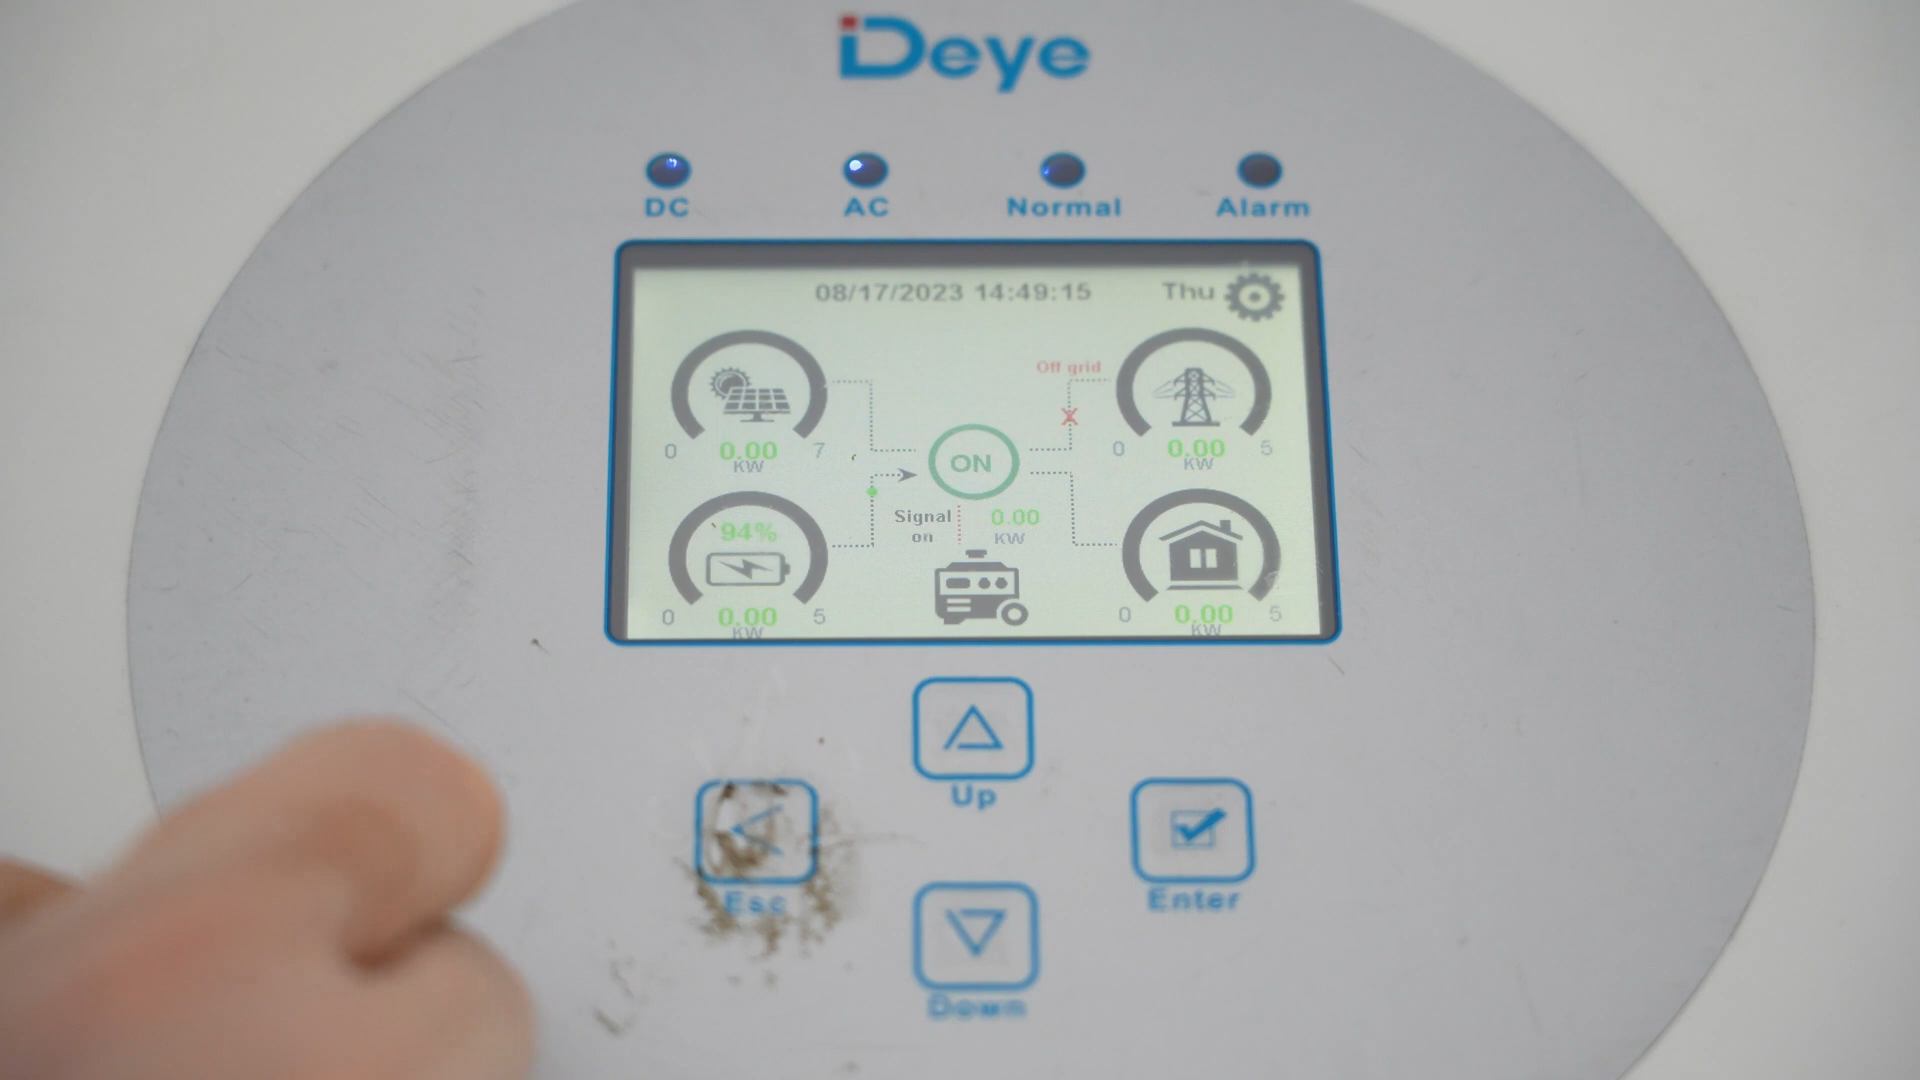 Deye
DC AC Normal Alarm
08/17/2023 14:49:15 Thu
Off grid
0 0.00 7
KW
0 0.00 5
KW
ON
94%
Signal
on
0.00
KW
0 0.00 5
KW
0 0.00 5
KW
Up
Esc
Enter
Down